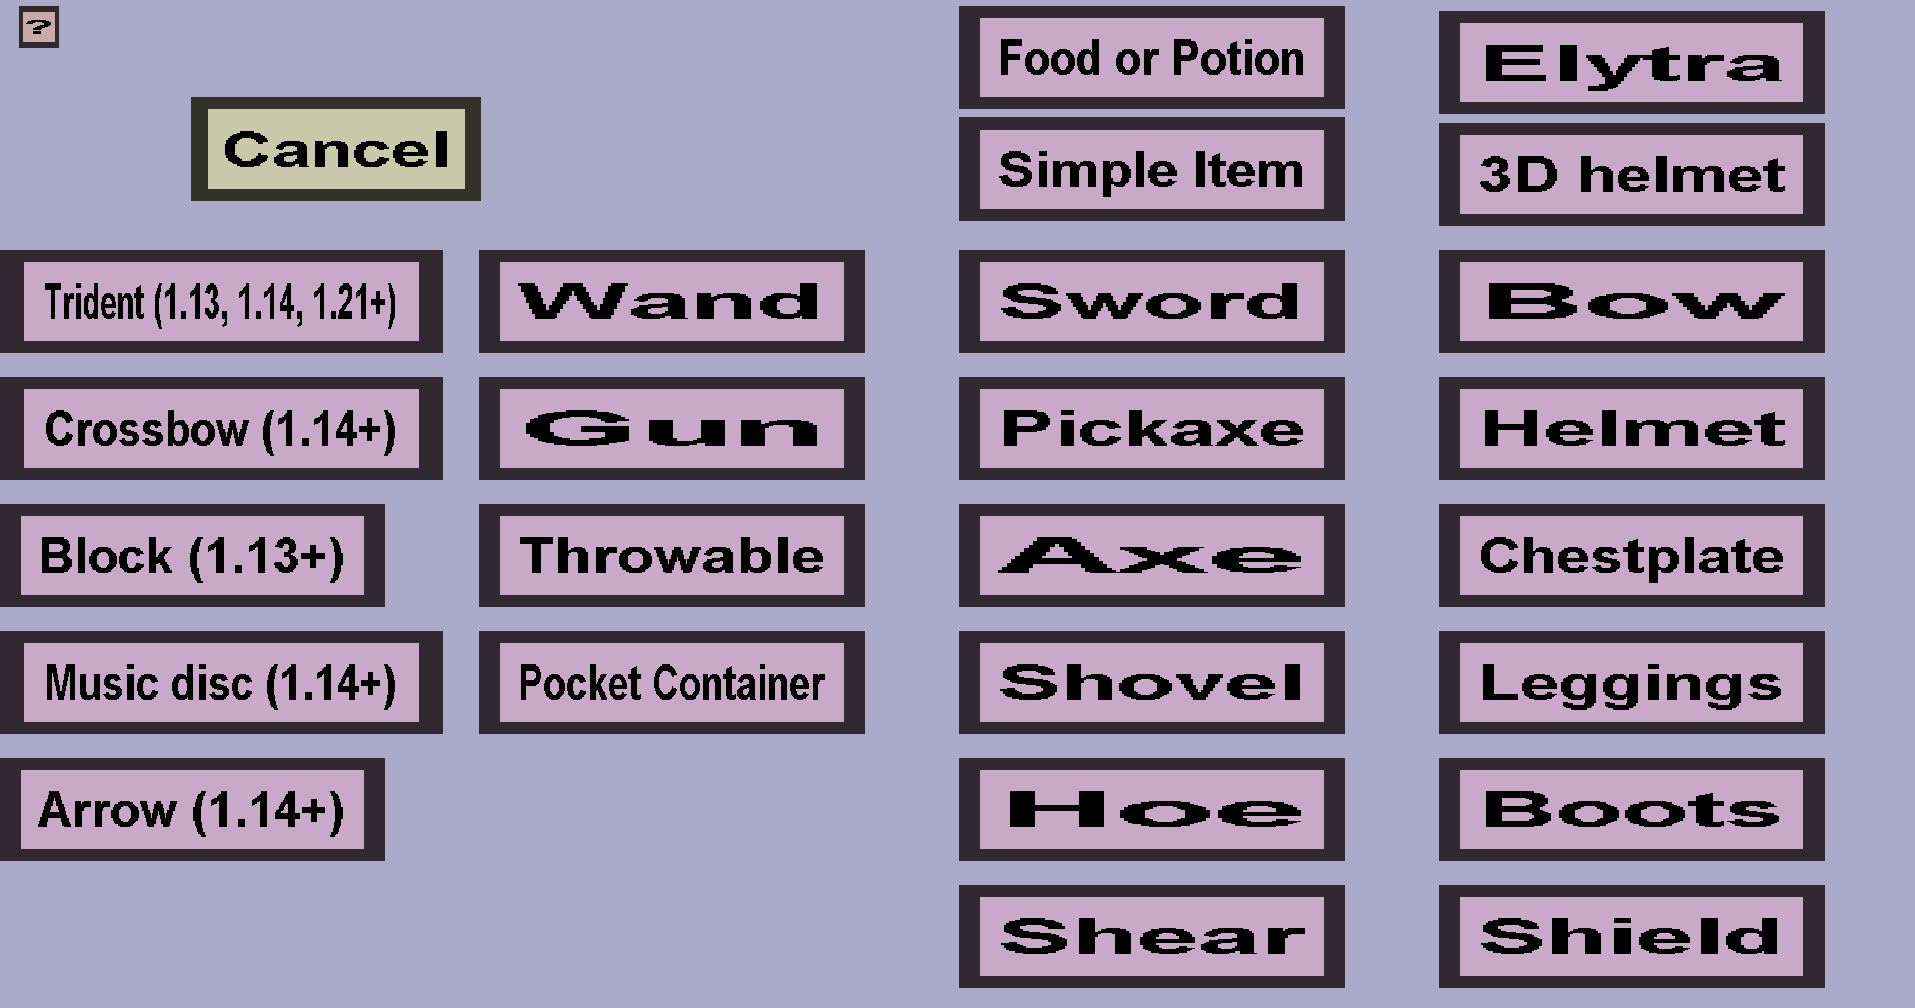 ?
Cancel
Trident (1.13, 1.14, 1.21+)
Crossbow (1.14+)
Block (1.13+)
Music disc (1.14+)
Arrow (1.14+)
Wand
Gun
Throwable
Pocket Container
Food or Potion
Simple Item
Sword
Pickaxe
Axe
Shovel
Hoe
Shear
Elytra
3D helmet
Bow
Helmet
Chestplate
Leggings
Boots
Shield